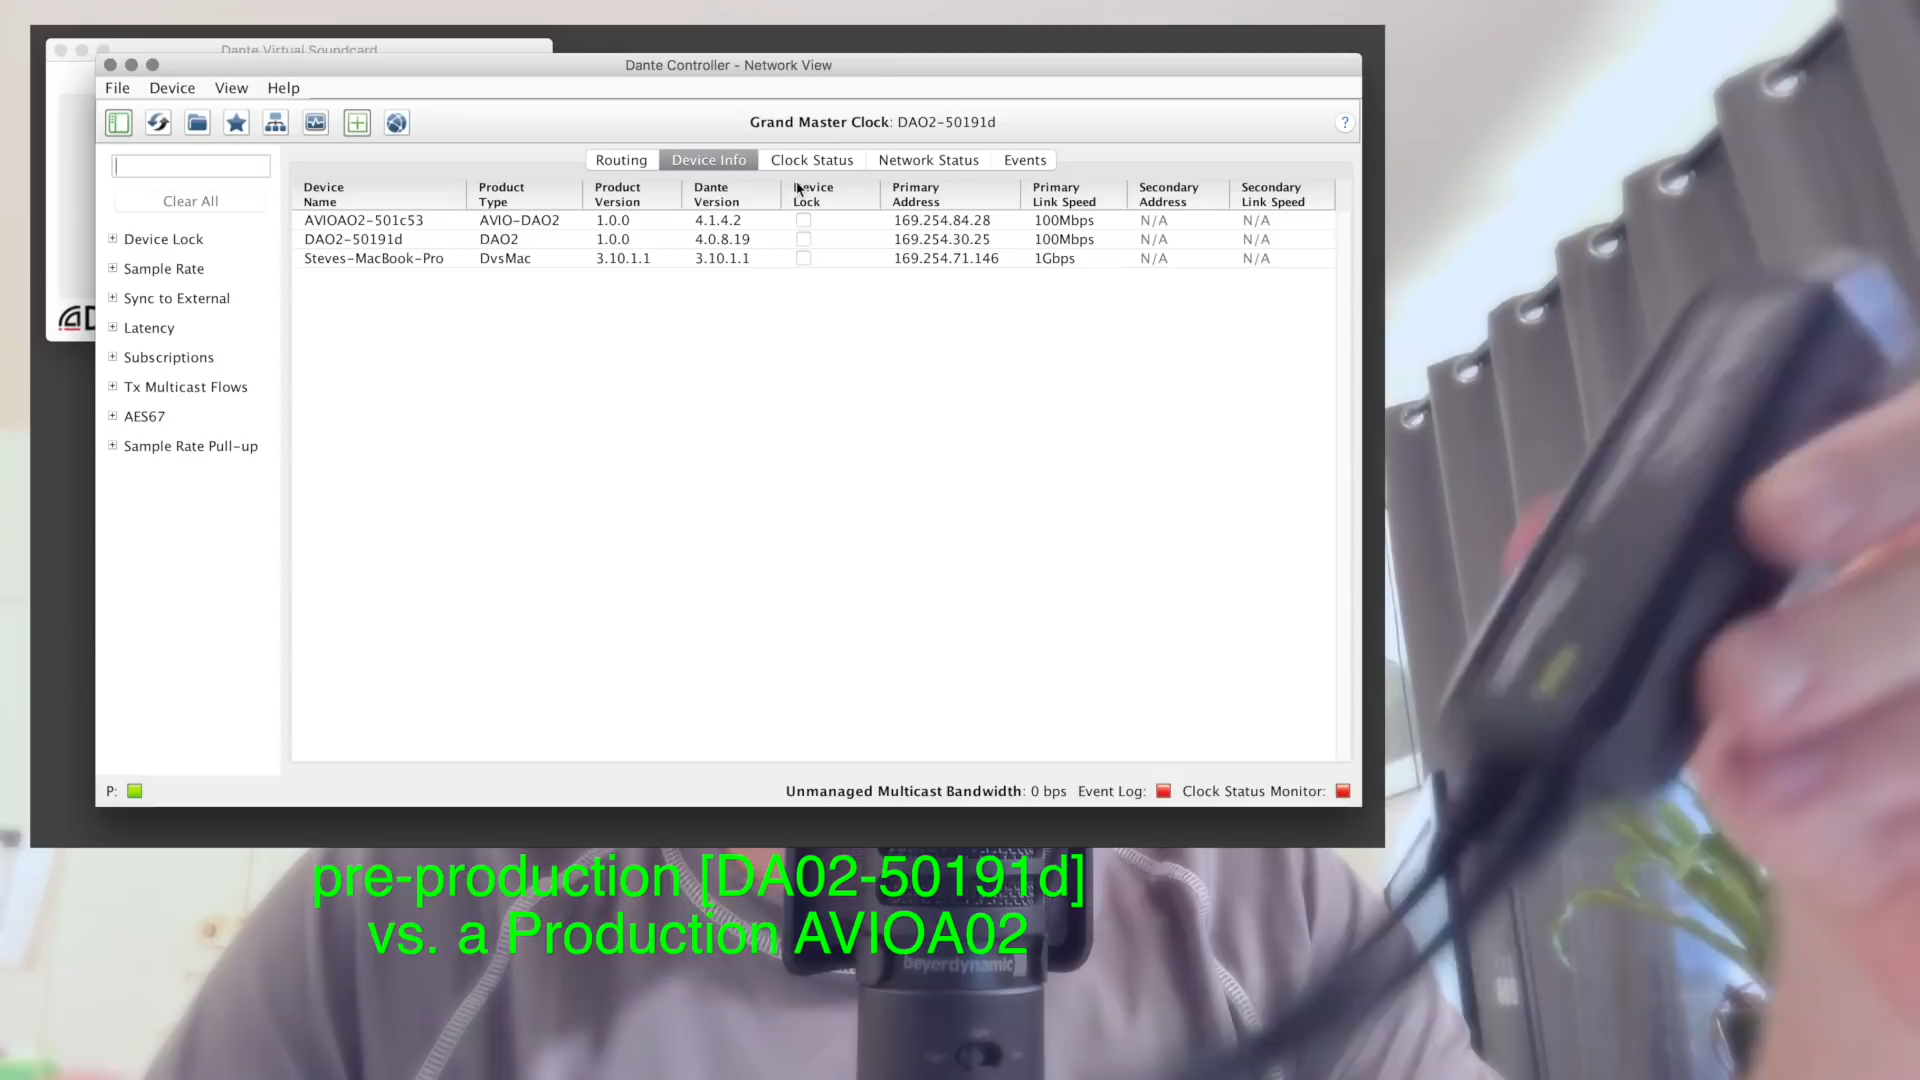 Dante Virtual Soundcard
Dante Controller - Network View
File Device View Help
Grand Master Clock: DAO2-50191d
?
Clear All
Device Lock
Sample Rate
Sync to External
Latency
Subscriptions
Tx Multicast Flows
AES67
Sample Rate Pull-up
Routing Device Info Clock Status Network Status Events
Device Name Product Type Product Version Dante Version Device Lock Primary Address Primary Link Speed Secondary Address Secondary Link Speed
AVIOAO2-501c53 AVIO-DAO2 1.0.0 4.1.4.2 169.254.84.28 100Mbps N/A N/A
DAO2-50191d DAO2 1.0.0 4.0.8.19 169.254.30.25 100Mbps N/A N/A
Steves-MacBook-Pro DvsMac 3.10.1.1 3.10.1.1 169.254.71.146 1Gbps N/A N/A
P: Unmanaged Multicast Bandwidth: 0 bps Event Log: Clock Status Monitor:
pre-production [DA02-50191d]
vs. a Production AVIOA02
beyerdynamic